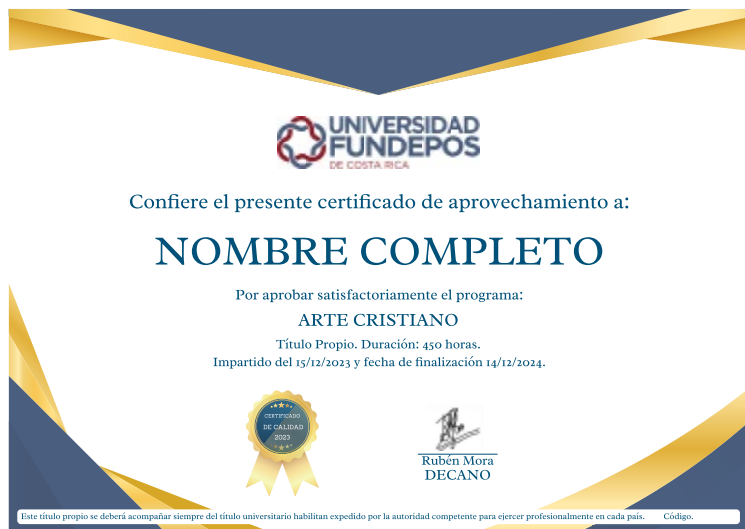 UNIVERSIDAD
FUNDEPOS
DE COSTA RICA
Confiere el presente certificado de aprovechamiento a:
NOMBRE COMPLETO
Por aprobar satisfactoriamente el programa:
ARTE CRISTIANO
Título Propio. Duración: 450 horas.
Impartido del 15/12/2023 y fecha de finalización 14/12/2024.
CERTIFICADO
DE CALIDAD
2023
Rubén Mora
DECANO
Este título propio se deberá acompañar siempre del título universitario habilitan expedido por la autoridad competente para ejercer profesionalmente en cada país. Código.